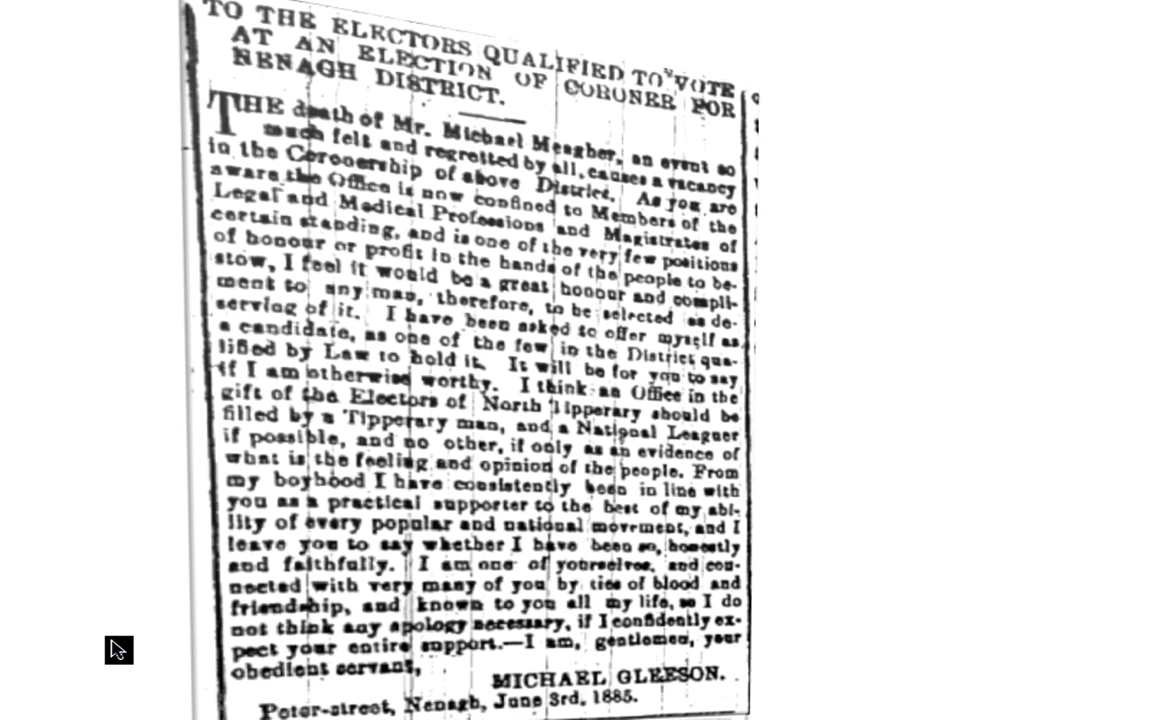 TO THE ELECTORS QUALIFIED TO VOTE
AT AN ELECTION OF CORONER FOR
NENAGH DISTRICT.
THE death of Mr. Michael Meagher, an event so
much felt and regretted by all, causes a vacancy
in the Coronership of above District. As you are
aware the Office is now confined to Members of the
Legal and Medical Professions and Magistrates of
certain standing, and is one of the very few positions
of honour or profit in the hands of the people to be-
stow, I feel it would be a great honour and compli-
ment to any man, therefore, to be selected as de-
serving of it. I have been asked to offer myself as
a candidate, as one of the few in the District qua-
lified by Law to hold it. It will be for you to say
if I am otherwise worthy. I think an Office in the
gift of the Electors of North Tipperary should be
filled by a Tipperary man, and a National Leaguer
if possible, and no other, if only as an evidence of
what is the feeling and opinion of the people. From
my boyhood I have consistently been in line with
you as a practical supporter to the best of my abi-
lity of every popular and national movement, and I
leave you to say whether I have been so, honestly
and faithfully. I am one of yourselves, and con-
nected with very many of you by ties of blood and
friendship, and known to you all my life, so I do
not think any apology necessary, if I confidently ex-
pect your entire support.—I am, gentlemen, your
obedient servant,
MICHAEL GLEESON.
Peter-street, Nenagh, June 3rd, 1885.